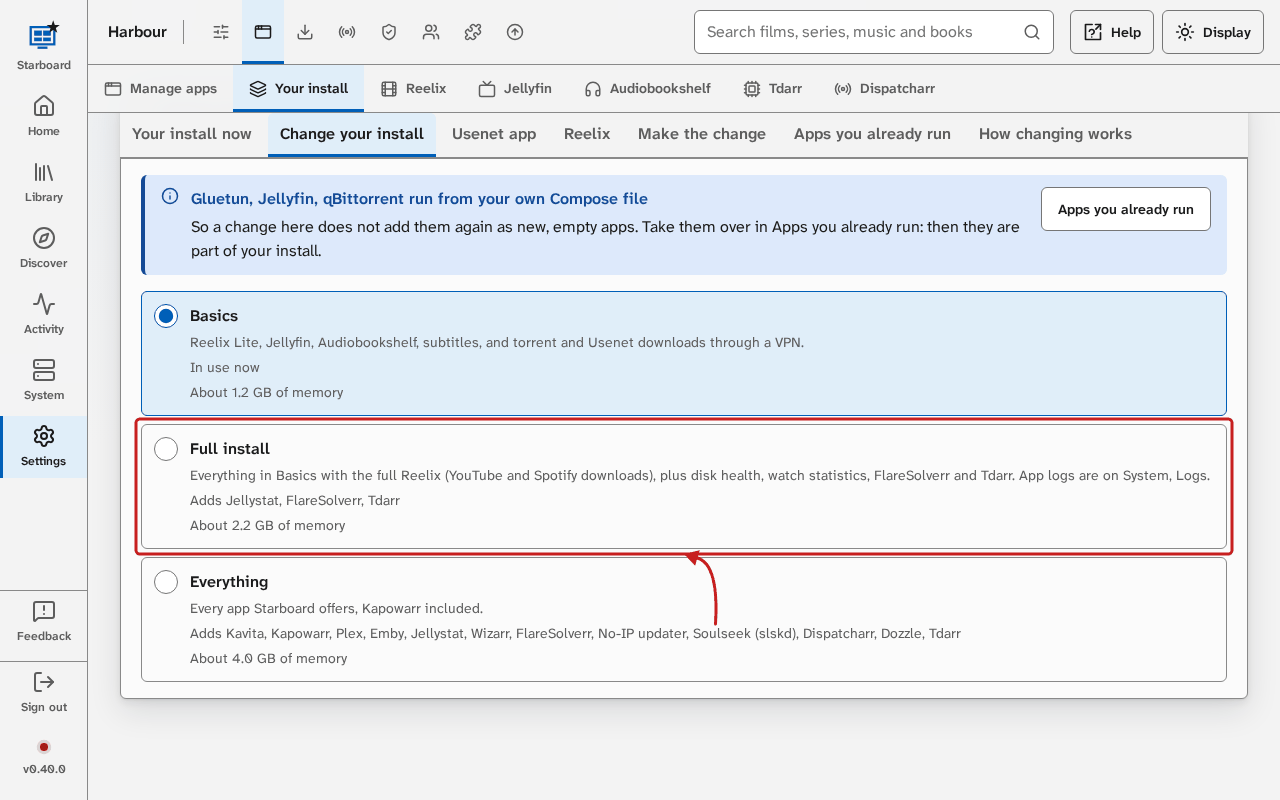 Starboard
Home
Library
Discover
Activity
System
Settings
Feedback
Sign out
v0.40.0
Harbour
Search films, series, music and books
Help
Display
Manage apps
Your install
Reelix
Jellyfin
Audiobookshelf
Tdarr
Dispatcharr
Your install now
Change your install
Usenet app
Reelix
Make the change
Apps you already run
How changing works
Gluetun, Jellyfin, qBittorrent run from your own Compose file
So a change here does not add them again as new, empty apps. Take them over in Apps you already run: then they are
part of your install.
Apps you already run
Basics
Reelix Lite, Jellyfin, Audiobookshelf, subtitles, and torrent and Usenet downloads through a VPN.
In use now
About 1.2 GB of memory
Full install
Everything in Basics with the full Reelix (YouTube and Spotify downloads), plus disk health, watch statistics, FlareSolverr and Tdarr. App logs are on System, Logs.
Adds Jellystat, FlareSolverr, Tdarr
About 2.2 GB of memory
Everything
Every app Starboard offers, Kapowarr included.
Adds Kavita, Kapowarr, Plex, Emby, Jellystat, Wizarr, FlareSolverr, No-IP updater, Soulseek (slskd), Dispatcharr, Dozzle, Tdarr
About 4.0 GB of memory